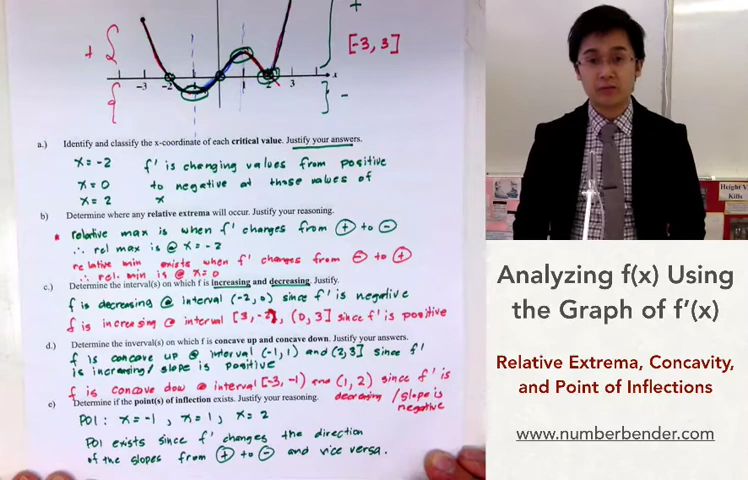 +
+
[-3, 3]
-3 -2 -1 1 2 3 x
-
a.) Identify and classify the x-coordinate of each critical value. Justify your answers.
x = -2 f' is changing values from positive
x = 0 to negative at those values of
x = 2 x
b) Determine where any relative extrema will occur. Justify your reasoning.
* relative max is when f' changes from + to -
∴ rel max is @ x = -2
relative min exists when f' changes from - to +
∴ rel. min is @ x = 0
c.) Determine the interval(s) on which f is increasing and decreasing. Justify.
f is decreasing @ interval (-2, 0) since f' is negative
f is increasing @ interval [3, -2), (0, 3] since f' is positive
d.) Determine the interval(s) on which f is concave up and concave down. Justify your answers.
f is concave up @ interval (-1, 1) and (2, 3] since f'
is increasing / slope is positive
f is concave dow @ interval [-3, -1) and (1, 2) since f' is
decreasing / slope is
negative
e) Determine if the point(s) of inflection exists. Justify your reasoning.
POI : x = -1 , x = 1 , x = 2
POI exists since f' changes the direction
of the slopes from + to - and vice versa.
Height V
Kills
Analyzing f(x) Using
the Graph of f'(x)
Relative Extrema, Concavity,
and Point of Inflections
www.numberbender.com